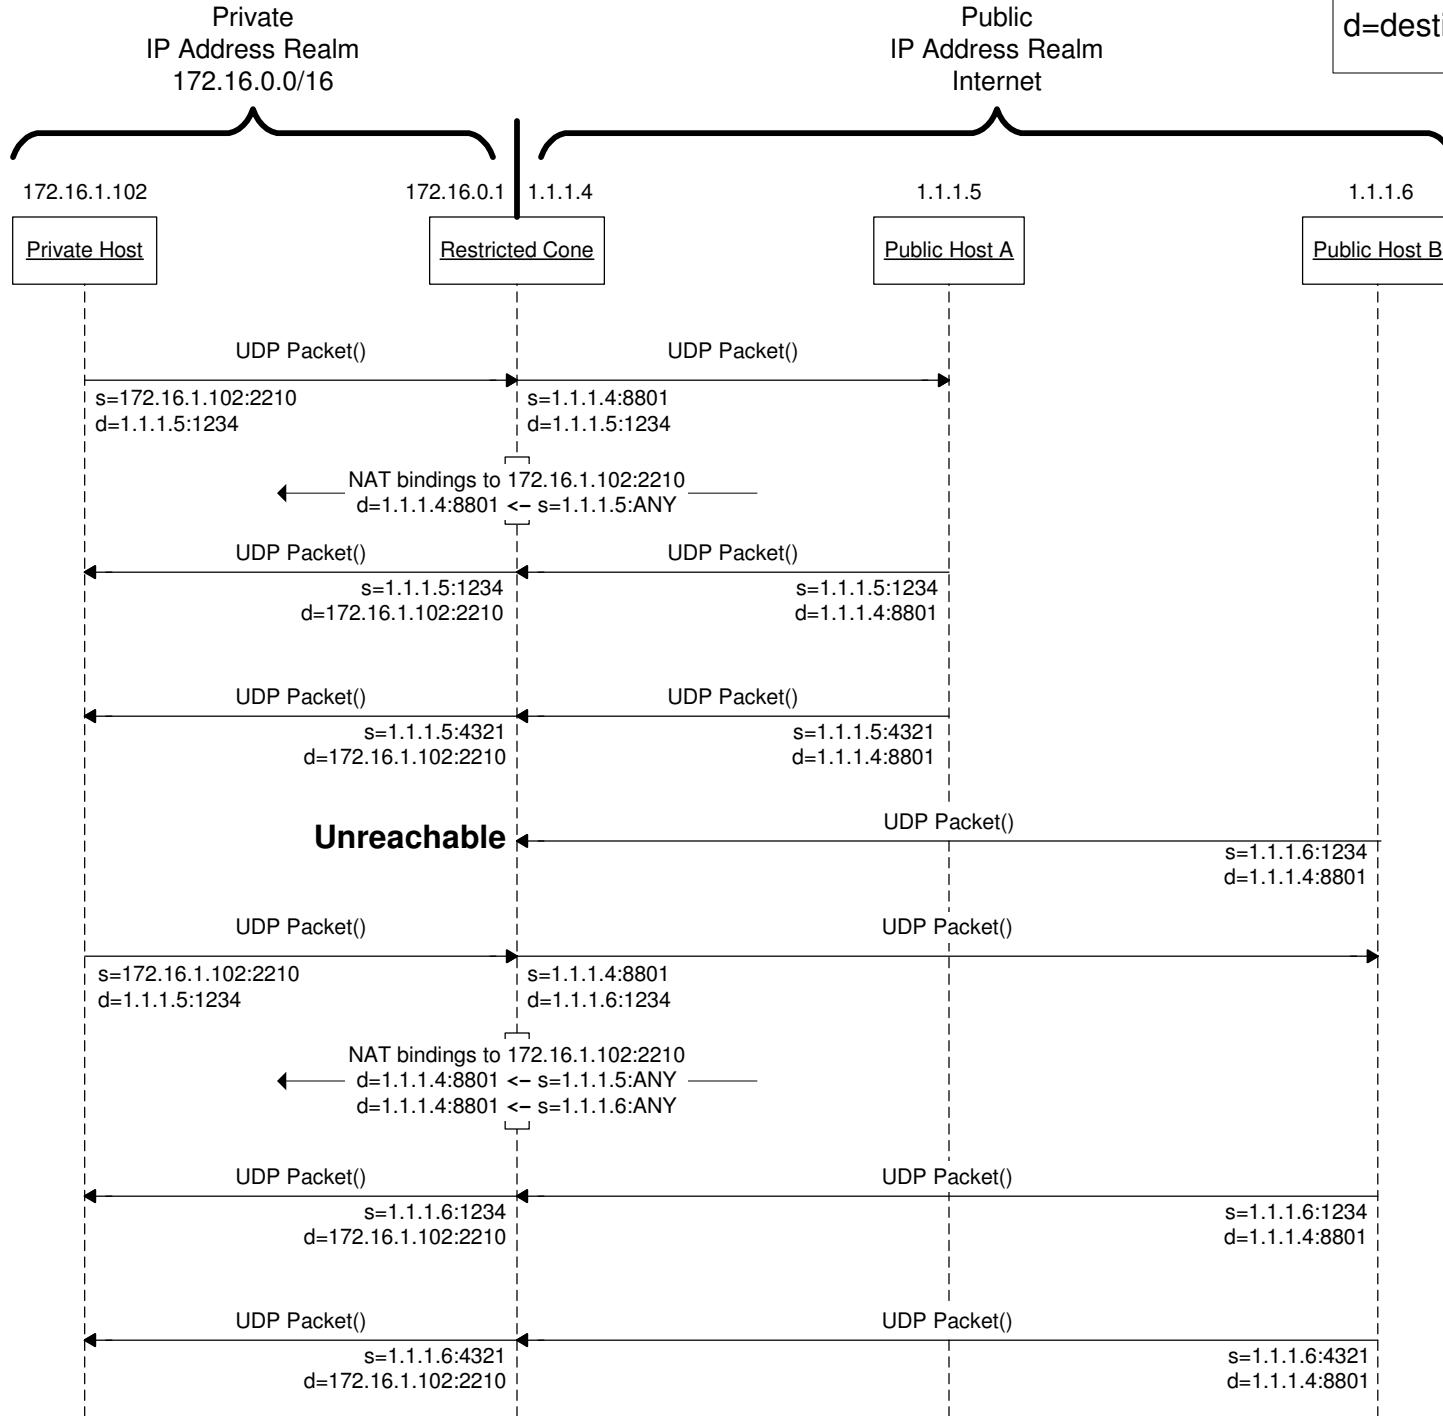 Private
IP Address Realm
172.16.0.0/16
Public
IP Address Realm
Internet
172.16.1.102
172.16.0.1
1.1.1.4
1.1.1.5
1.1.1.6
Private Host
Restricted Cone
Public Host A
Public Host B
UDP Packet()
UDP Packet()
s=172.16.1.102:2210
d=1.1.1.5:1234
s=1.1.1.4:8801
d=1.1.1.5:1234
NAT bindings to 172.16.1.102:2210
d=1.1.1.4:8801 <– s=1.1.1.5:ANY
UDP Packet()
UDP Packet()
s=1.1.1.5:1234
d=172.16.1.102:2210
s=1.1.1.5:1234
d=1.1.1.4:8801
UDP Packet()
UDP Packet()
s=1.1.1.5:4321
d=172.16.1.102:2210
s=1.1.1.5:4321
d=1.1.1.4:8801
Unreachable
UDP Packet()
s=1.1.1.6:1234
d=1.1.1.4:8801
UDP Packet()
UDP Packet()
s=172.16.1.102:2210
d=1.1.1.5:1234
s=1.1.1.4:8801
d=1.1.1.6:1234
NAT bindings to 172.16.1.102:2210
d=1.1.1.4:8801 <– s=1.1.1.5:ANY
d=1.1.1.4:8801 <– s=1.1.1.6:ANY
UDP Packet()
UDP Packet()
s=1.1.1.6:1234
d=172.16.1.102:2210
s=1.1.1.6:1234
d=1.1.1.4:8801
UDP Packet()
UDP Packet()
s=1.1.1.6:4321
d=172.16.1.102:2210
s=1.1.1.6:4321
d=1.1.1.4:8801